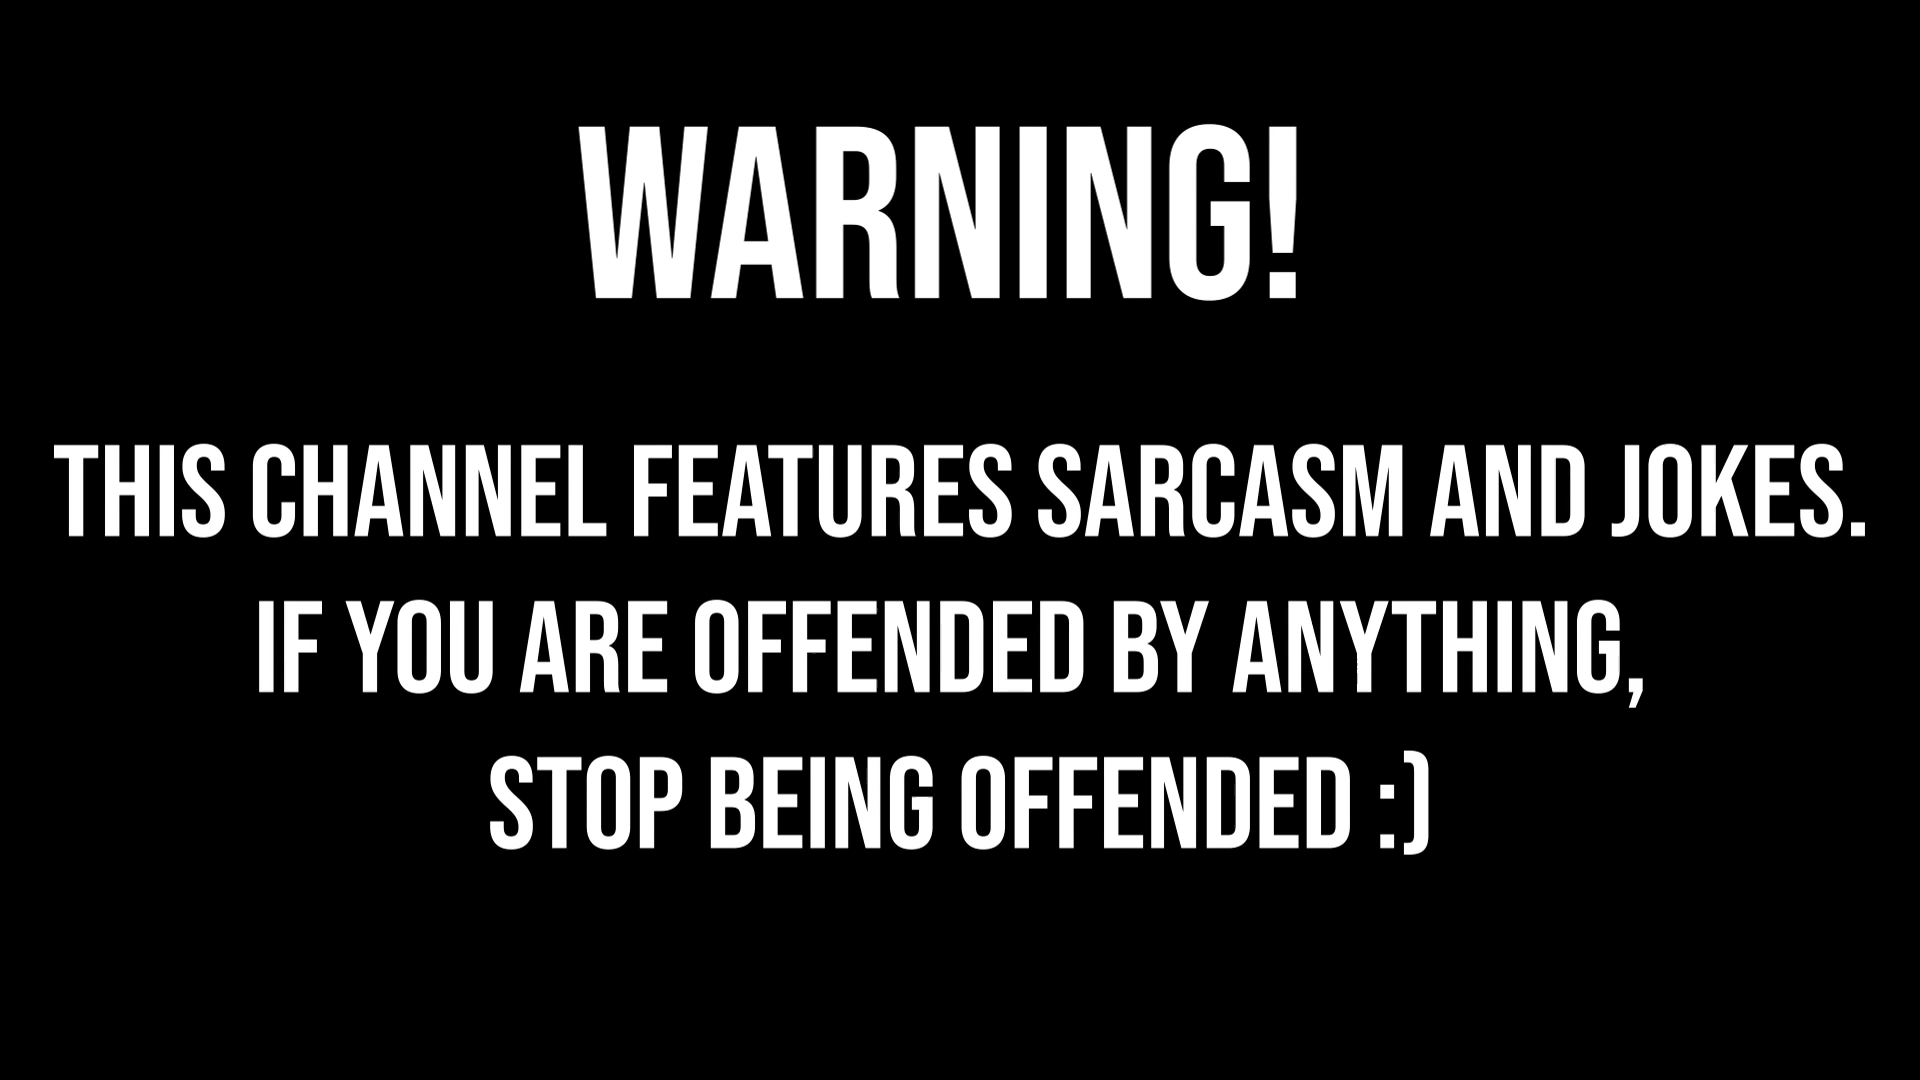 WARNING!
THIS CHANNEL FEATURES SARCASM AND JOKES.
IF YOU ARE OFFENDED BY ANYTHING,
STOP BEING OFFENDED :)